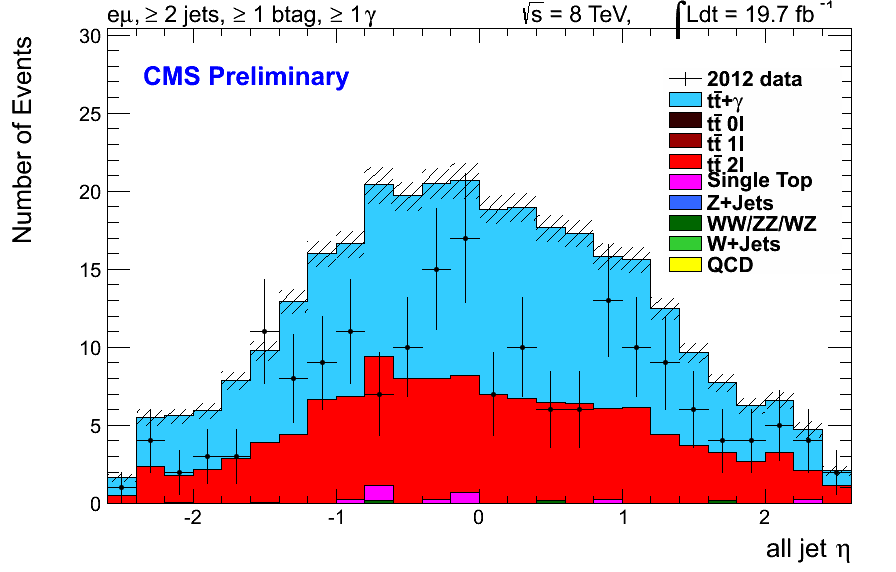 eμ, ≥ 2 jets, ≥ 1 btag, ≥ 1 γ
√s = 8 TeV, ∫Ldt = 19.7 fb⁻¹
CMS Preliminary
Number of Events
30
25
20
15
10
5
0
2012 data
tt̄+γ
tt̄ 0l
tt̄ 1l
tt̄ 2l
Single Top
Z+Jets
WW/ZZ/WZ
W+Jets
QCD
-2 -1 0 1 2
all jet η